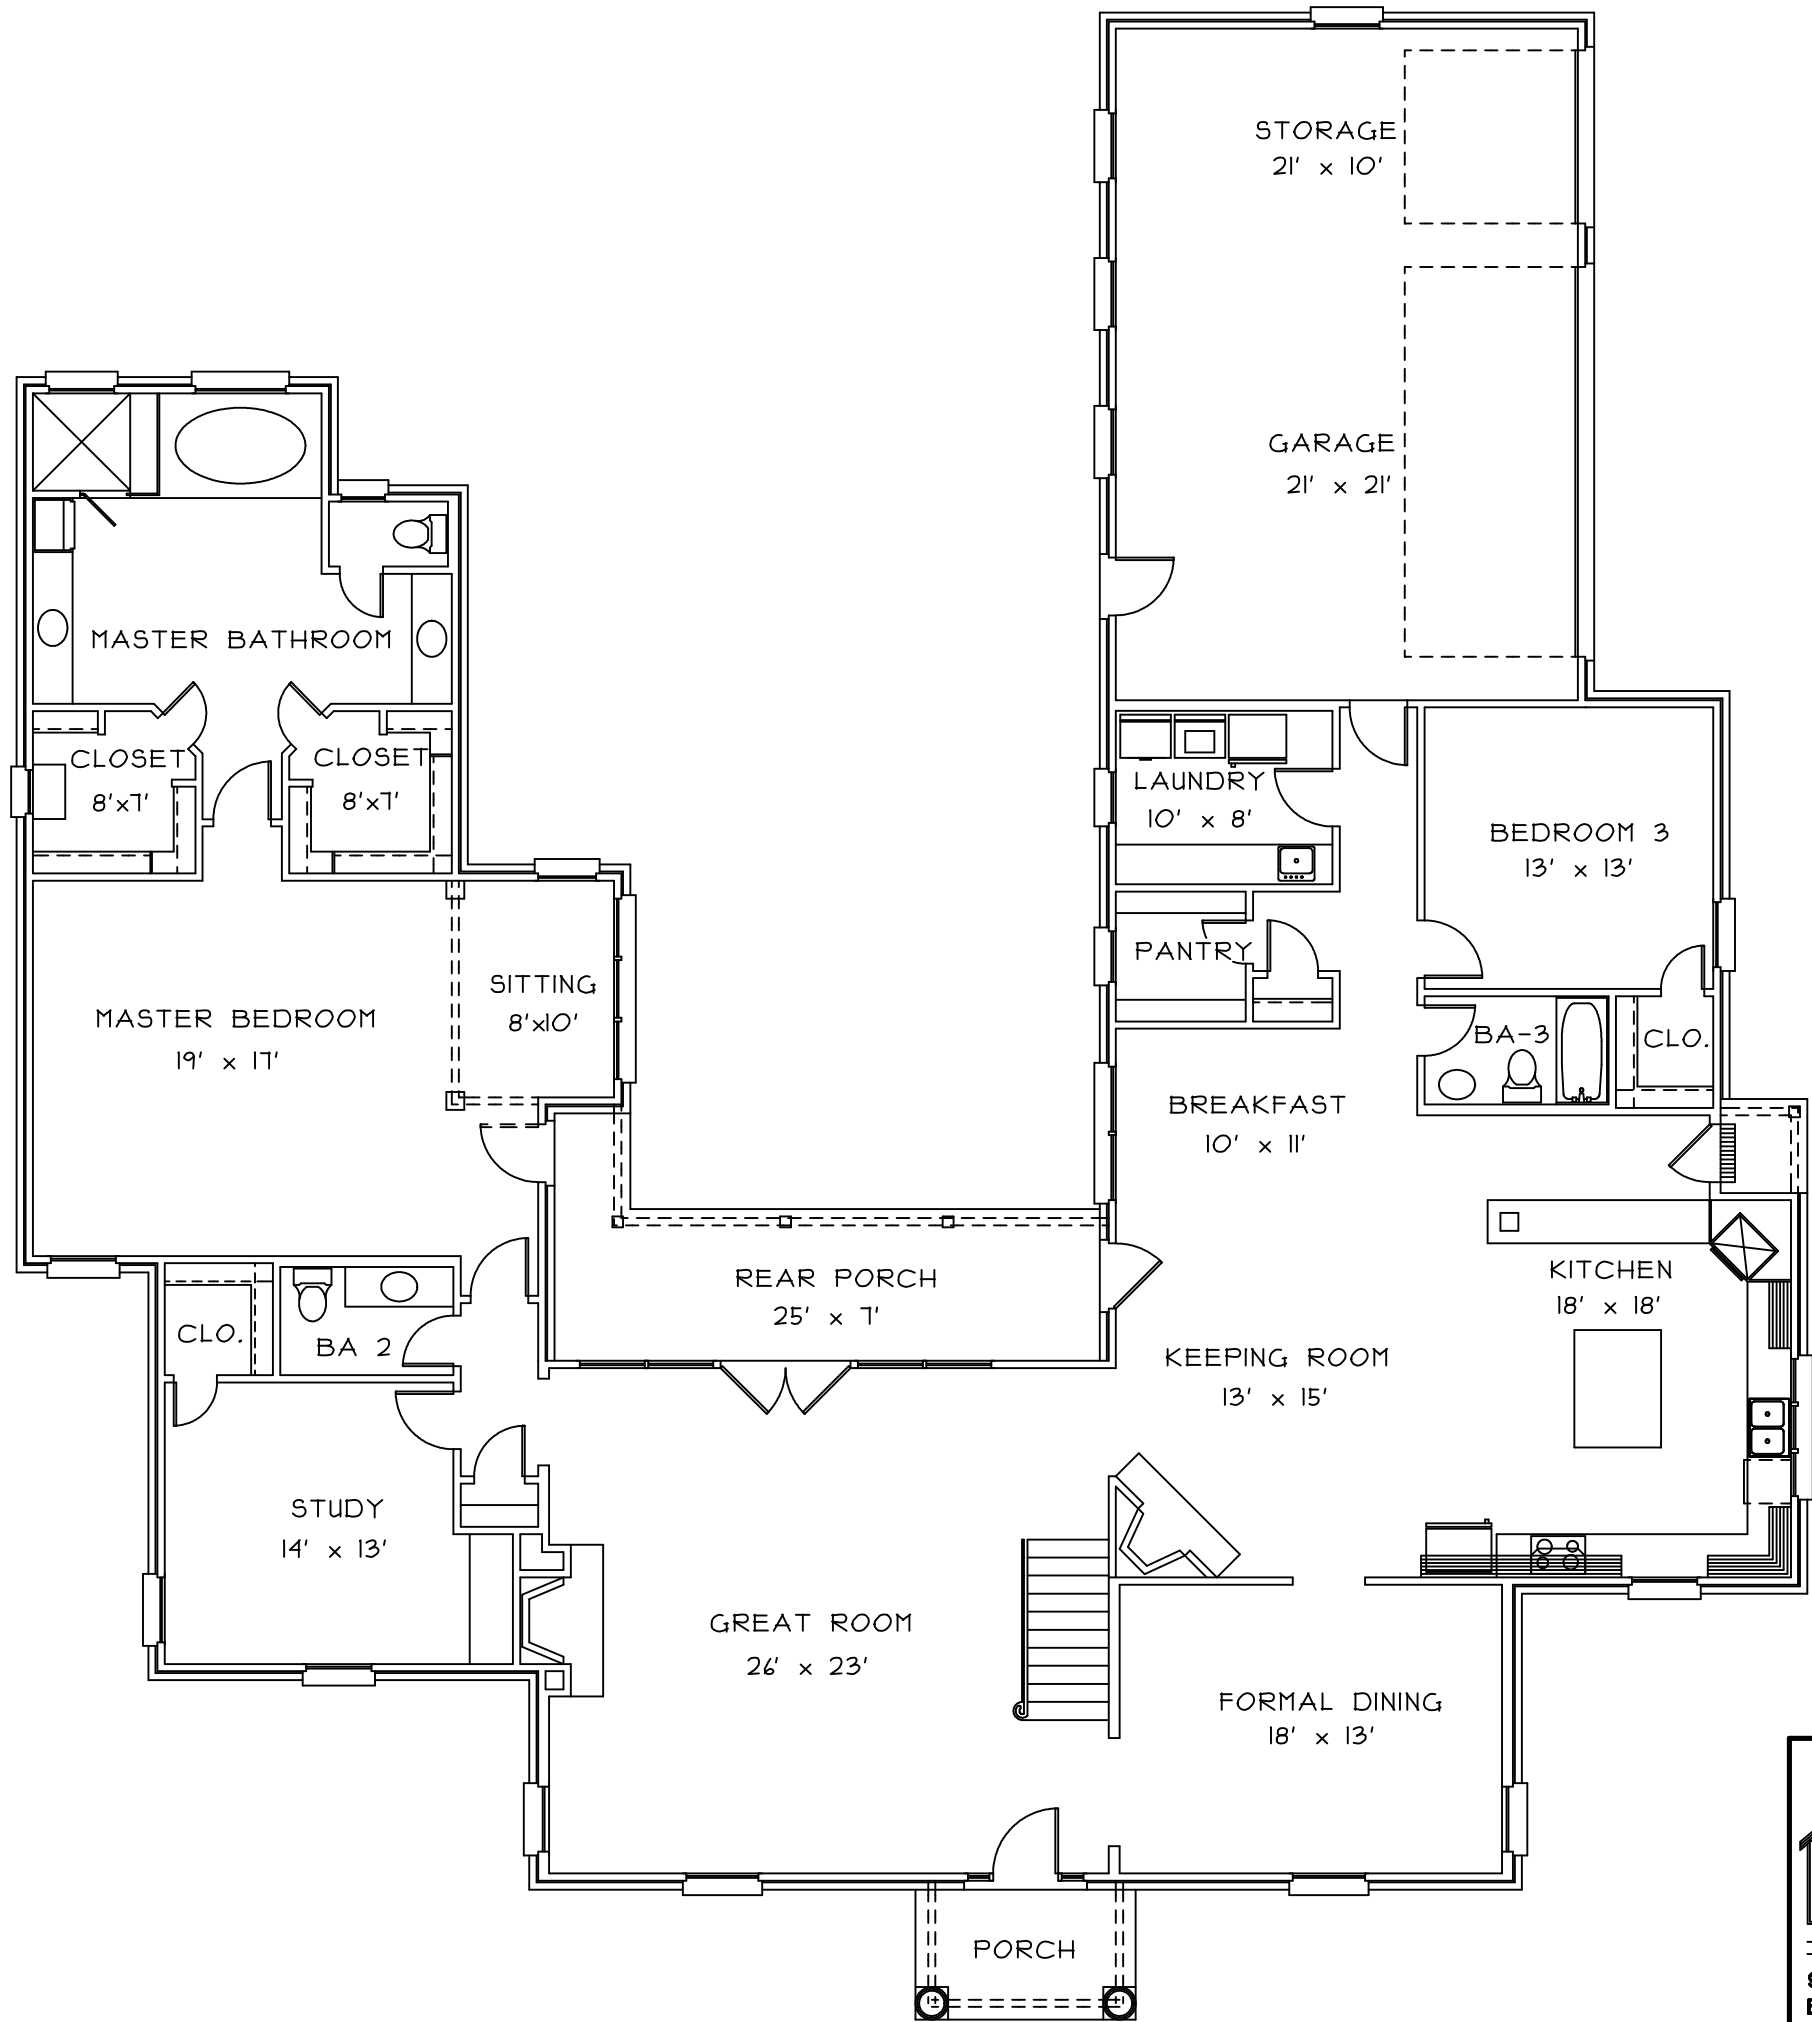 STORAGE
21' x 10'
GARAGE
21' x 21'
MASTER BATHROOM
CLOSET
8'x7'
CLOSET
8'x7'
LAUNDRY
10' x 8'
BEDROOM 3
13' x 13'
PANTRY
SITTING
8'x10'
MASTER BEDROOM
19' x 17'
BA-3
CLO.
BREAKFAST
10' x 11'
REAR PORCH
25' x 7'
KITCHEN
18' x 18'
CLO.
BA 2
KEEPING ROOM
13' x 15'
STUDY
14' x 13'
GREAT ROOM
26' x 23'
FORMAL DINING
18' x 13'
PORCH